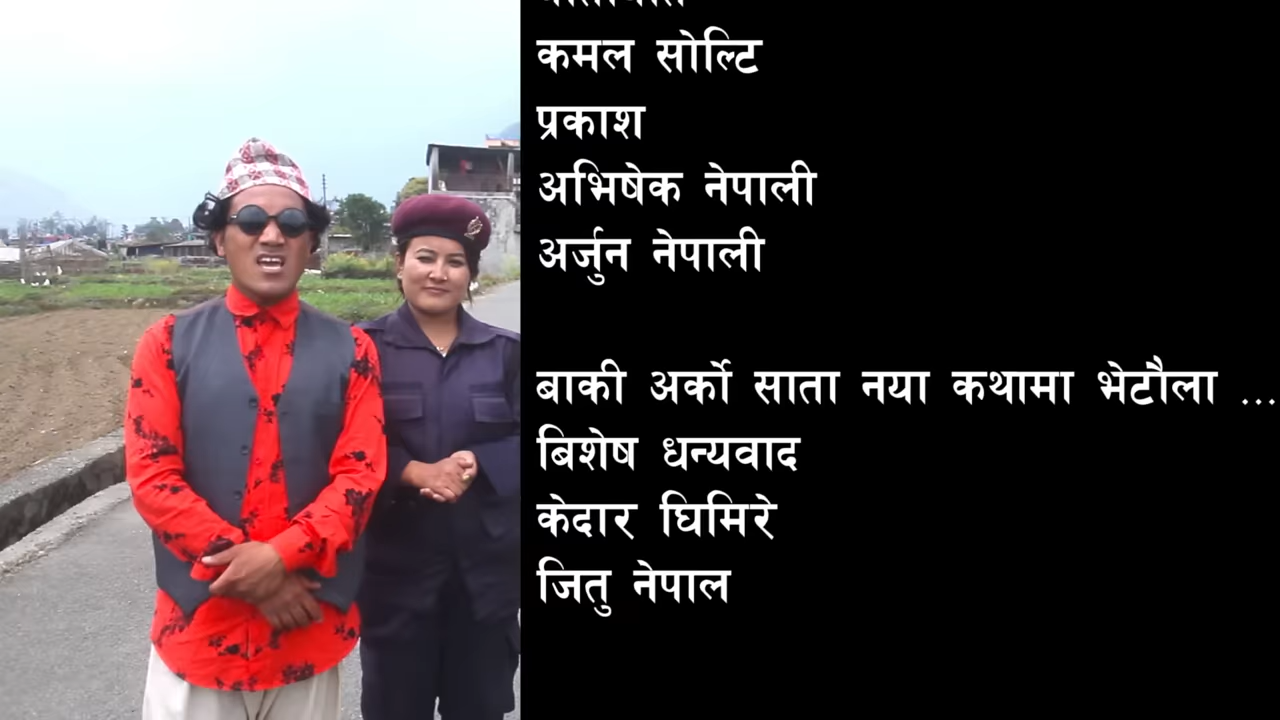 कमल सोल्टि
प्रकाश
अभिषेक नेपाली
अर्जुन नेपाली
बाकी अर्को साता नया कथामा भेटौला ...
बिशेष धन्यवाद
केदार घिमिरे
जितु नेपाल